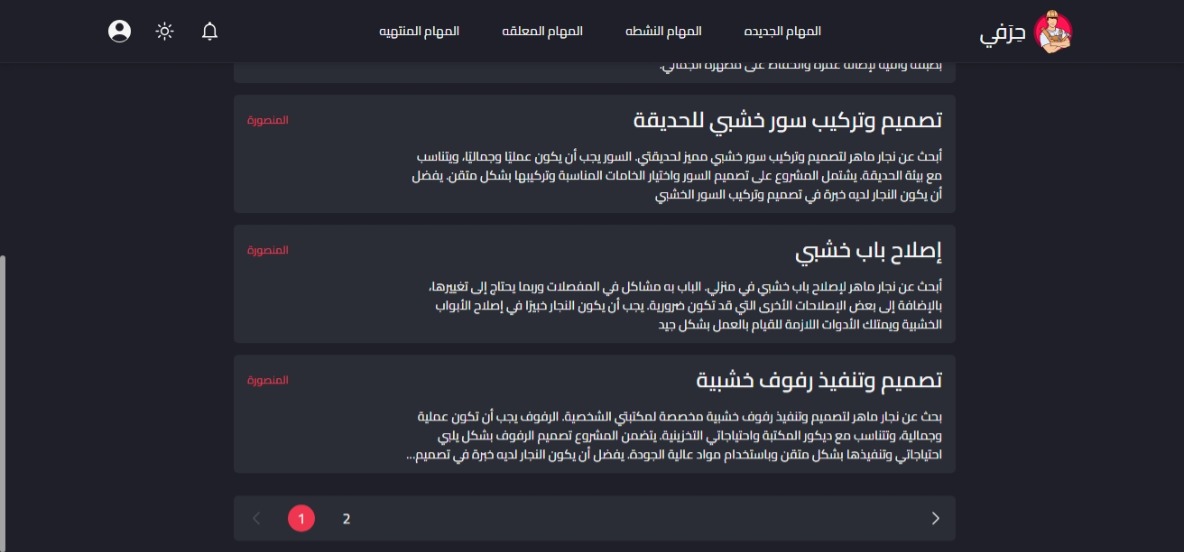 حِرَفي
المهام الجديده
المهام النشطه
المهام المعلقه
المهام المنتهيه
بصبغة واقية لإطالة عمره والحفاظ على مظهره الجمالي.
تصميم وتركيب سور خشبي للحديقة
المنصورة
أبحث عن نجار ماهر لتصميم وتركيب سور خشبي مميز لحديقتي. السور يجب أن يكون عمليًا وجماليًا، ويتناسب
مع بيئة الحديقة. يشتمل المشروع على تصميم السور واختيار الخامات المناسبة وتركيبها بشكل متقن. يفضل
أن يكون النجار لديه خبرة في تصميم وتركيب السور الخشبي
إصلاح باب خشبي
المنصورة
أبحث عن نجار ماهر لإصلاح باب خشبي في منزلي. الباب به مشاكل في المفصلات وربما يحتاج إلى تغييرها،
بالإضافة إلى بعض الإصلاحات الأخرى التي قد تكون ضرورية. يجب أن يكون النجار خبيرًا في إصلاح الأبواب
الخشبية ويمتلك الأدوات اللازمة للقيام بالعمل بشكل جيد
تصميم وتنفيذ رفوف خشبية
المنصورة
بحث عن نجار ماهر لتصميم وتنفيذ رفوف خشبية مخصصة لمكتبتي الشخصية. الرفوف يجب أن تكون عملية
وجمالية، وتتناسب مع ديكور المكتبة واحتياجاتي التخزينية. يتضمن المشروع تصميم الرفوف بشكل يلبي
احتياجاتي وتنفيذها بشكل متقن وباستخدام مواد عالية الجودة. يفضل أن يكون النجار لديه خبرة في تصميم...
1
2